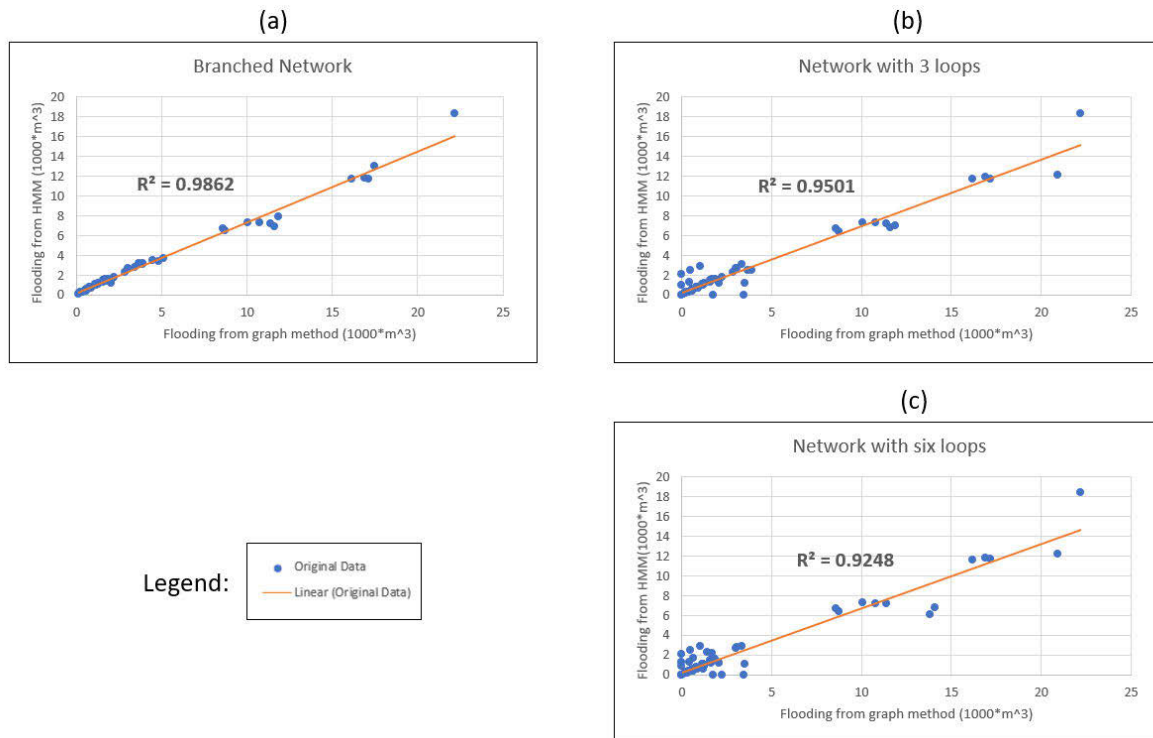 (a)
Branched Network
Flooding from HMM (1000*m^3)
20
18
16
14
12
10
8
6
4
2
0
R² = 0.9862
0 5 10 15 20 25
Flooding from graph method (1000*m^3)
(b)
Network with 3 loops
Flooding from HMM (1000*m^3)
20
18
16
14
12
10
8
6
4
2
0
R² = 0.9501
0 5 10 15 20 25
Flooding from graph method (1000*m^3)
(c)
Network with six loops
Flooding from HMM(1000*m^3)
20
18
16
14
12
10
8
6
4
2
0
R² = 0.9248
0 5 10 15 20 25
Flooding from graph method (1000*m^3)
Legend:
Original Data
Linear (Original Data)